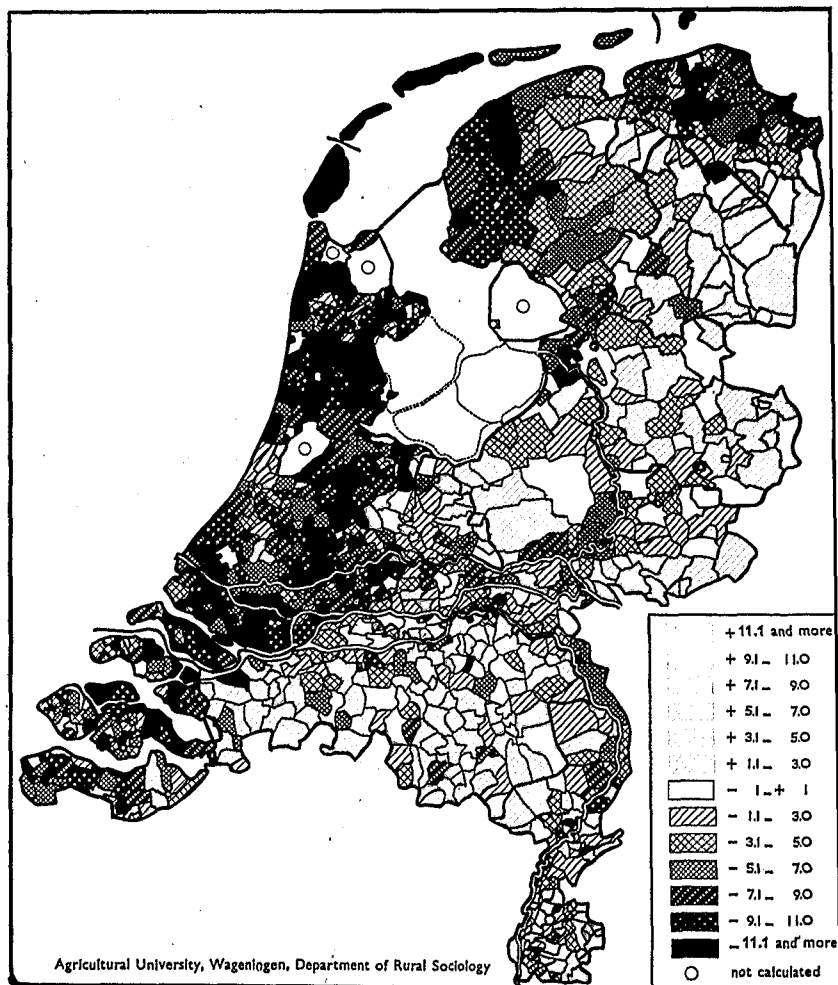 + 11.1 and more
+ 9.1 – 11.0
+ 7.1 – 9.0
+ 5.1 – 7.0
+ 3.1 – 5.0
+ 1.1 – 3.0
– 1 – + 1
– 1.1 – 3.0
– 3.1 – 5.0
– 5.1 – 7.0
– 7.1 – 9.0
– 9.1 – 11.0
– 11.1 and more
not calculated
Agricultural University, Wageningen, Department of Rural Sociology